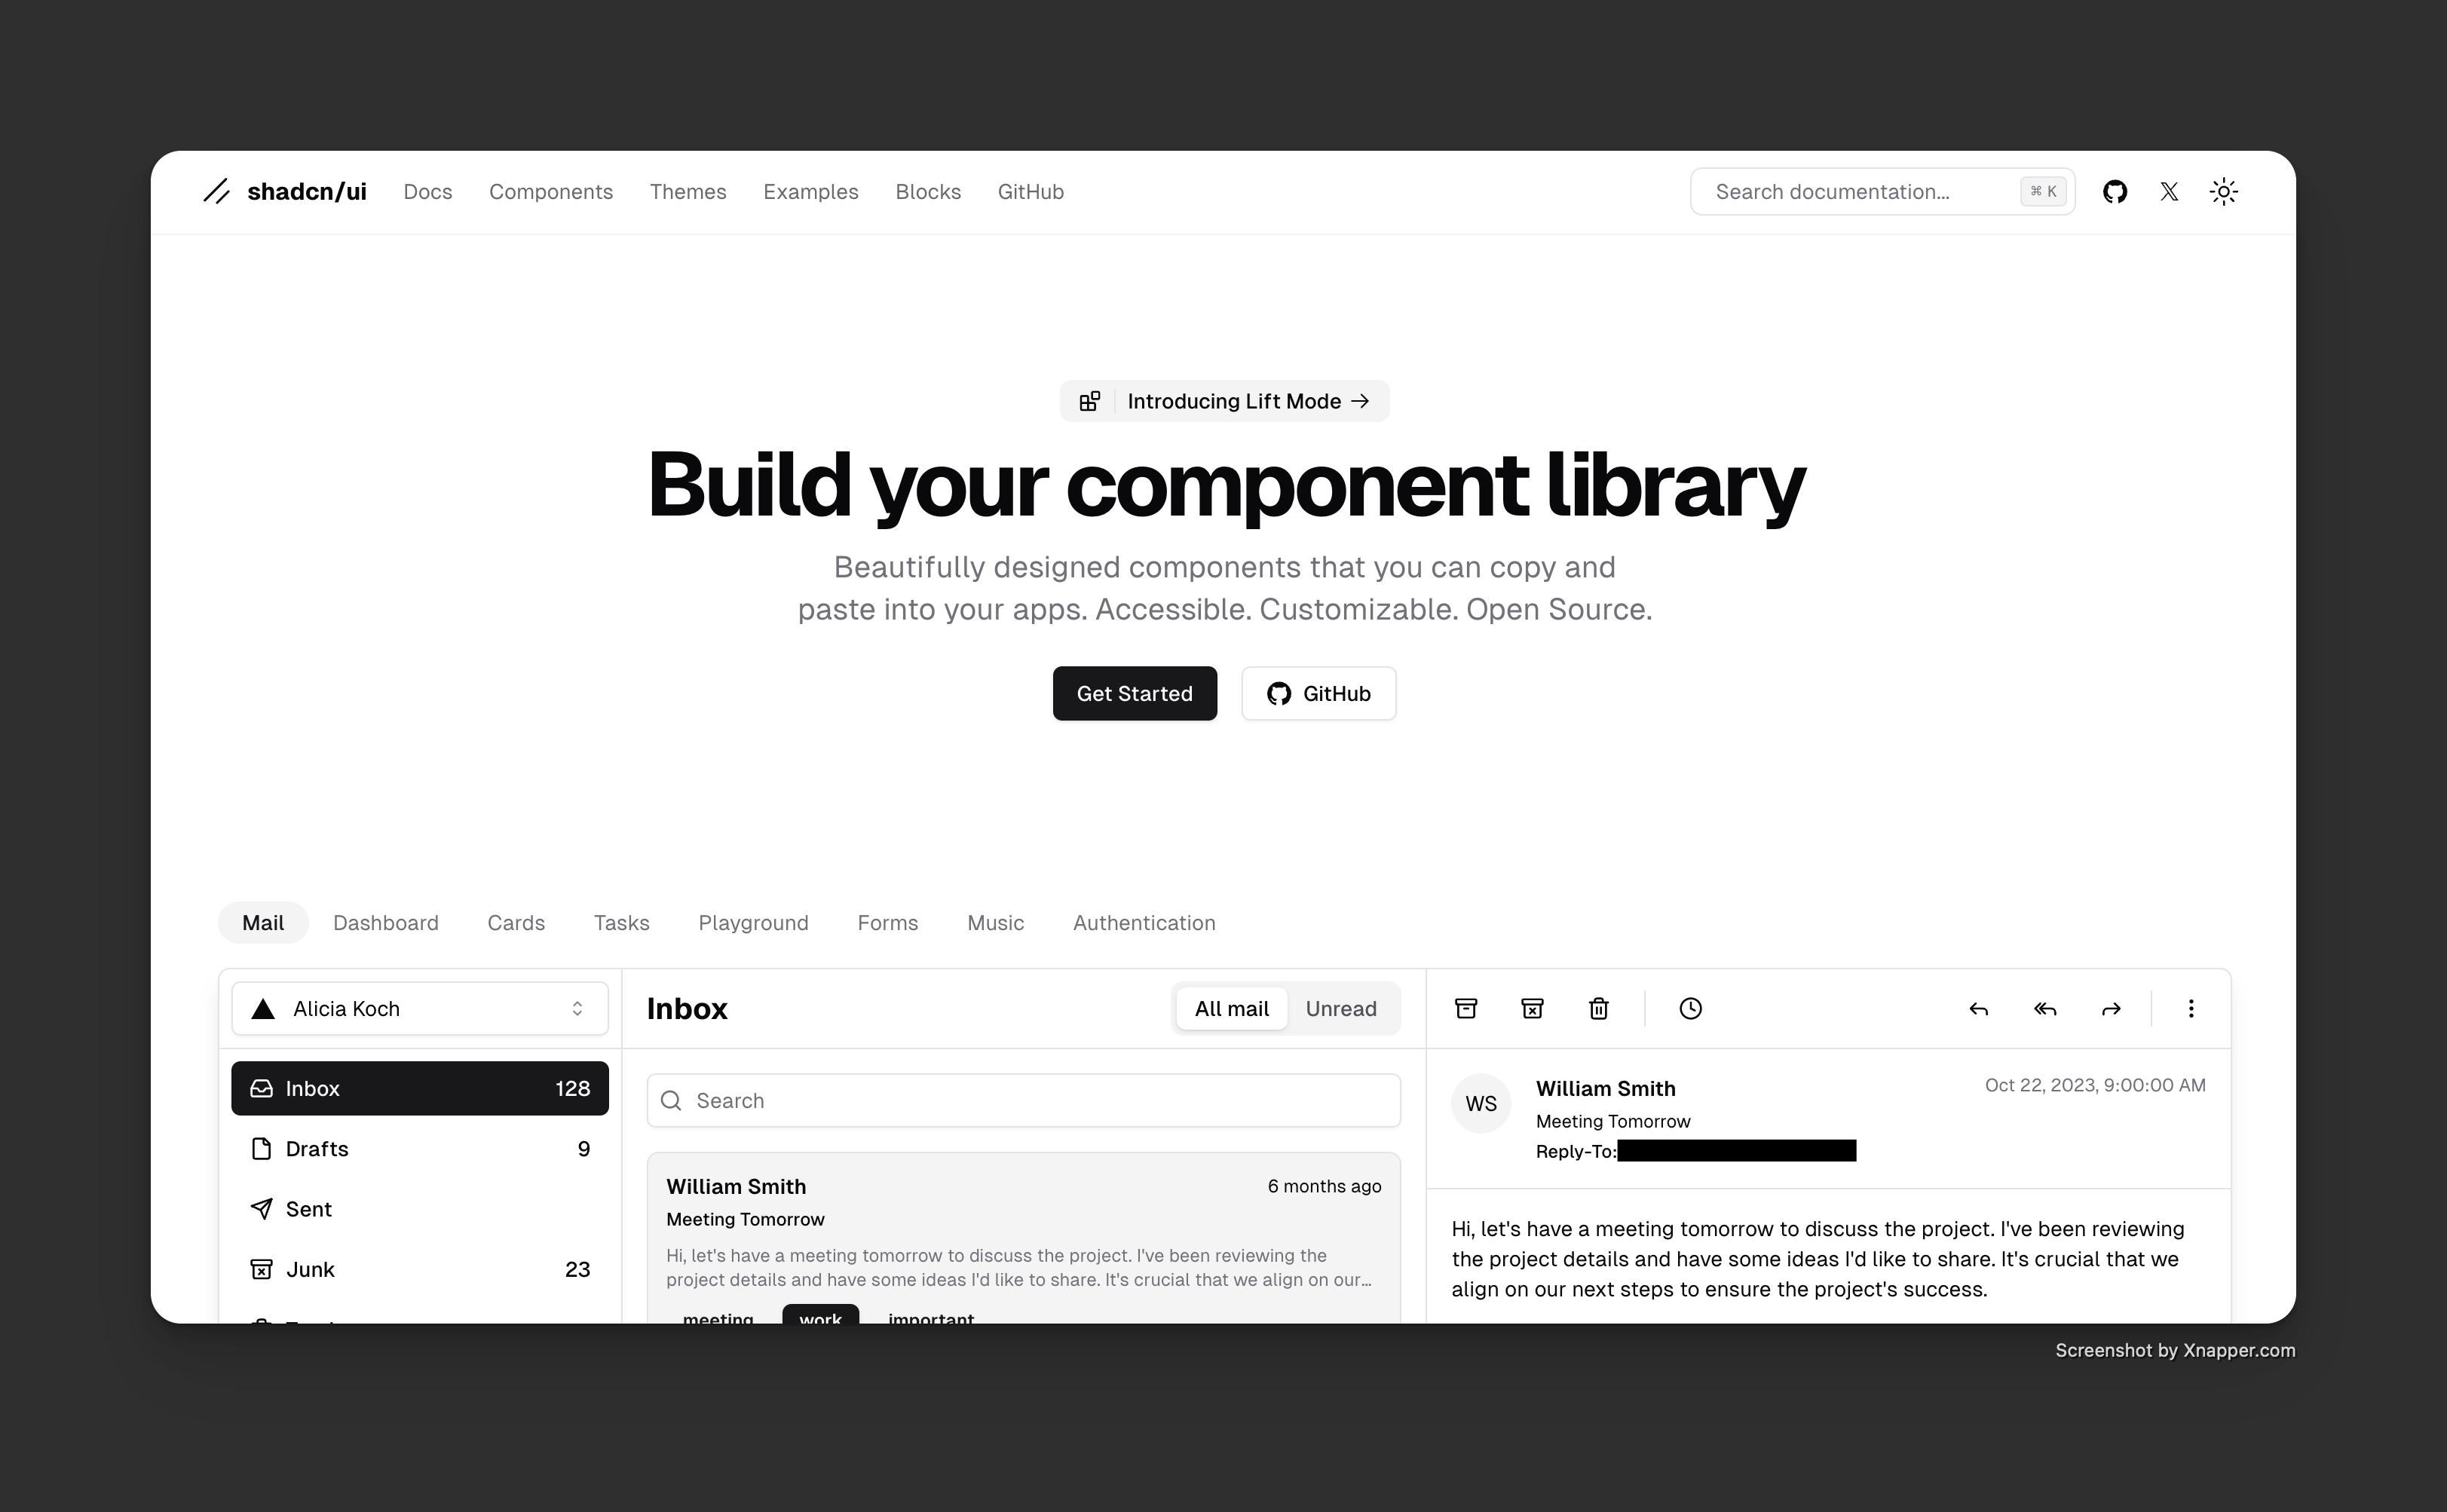 shadcn/ui
Docs
Components
Themes
Examples
Blocks
GitHub
Search documentation...
⌘ K
Introducing Lift Mode
Build your component library
Beautifully designed components that you can copy and
paste into your apps. Accessible. Customizable. Open Source.
Get Started
GitHub
Mail
Dashboard
Cards
Tasks
Playground
Forms
Music
Authentication
Alicia Koch
Inbox 128
Drafts 9
Sent
Junk 23
Inbox
All mail
Unread
Search
William Smith
6 months ago
Meeting Tomorrow
Hi, let's have a meeting tomorrow to discuss the project. I've been reviewing the
project details and have some ideas I'd like to share. It's crucial that we align on our...
meeting
work
important
WS
William Smith
Oct 22, 2023, 9:00:00 AM
Meeting Tomorrow
Reply-To:
Hi, let's have a meeting tomorrow to discuss the project. I've been reviewing
the project details and have some ideas I'd like to share. It's crucial that we
align on our next steps to ensure the project's success.
Screenshot by Xnapper.com